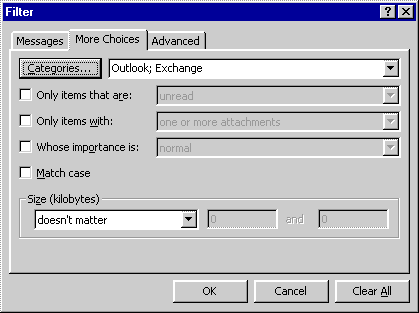 Filter
Messages More Choices Advanced
Categories... Outlook; Exchange
Only items that are: unread
Only items with: one or more attachments
Whose importance is: normal
Match case
Size (kilobytes)
doesn't matter 0 and 0
OK Cancel Clear All